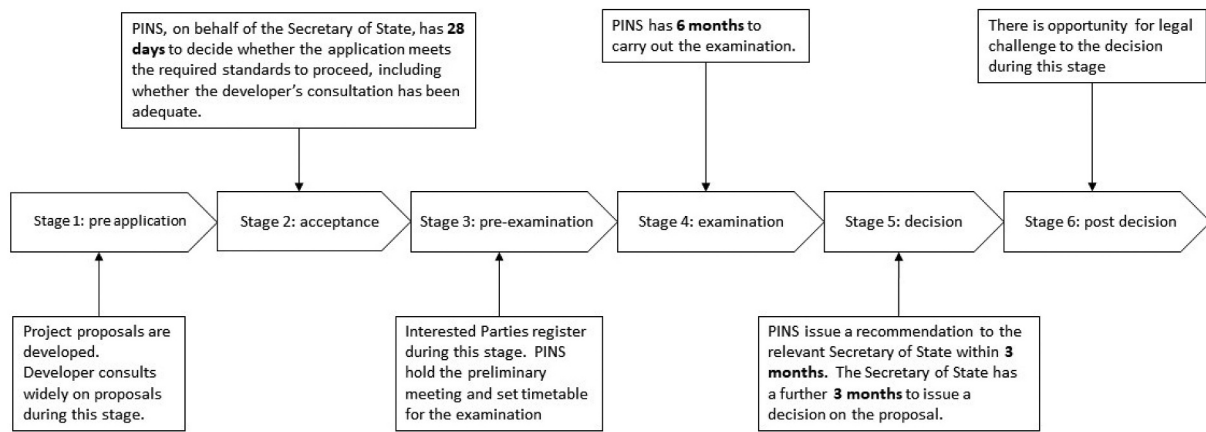 PINS, on behalf of the Secretary of State, has 28
days to decide whether the application meets
the required standards to proceed, including
whether the developer's consultation has been
adequate.
PINS has 6 months to
carry out the examination.
There is opportunity for legal
challenge to the decision
during this stage
Stage 1: pre application
Stage 2: acceptance
Stage 3: pre-examination
Stage 4: examination
Stage 5: decision
Stage 6: post decision
Project proposals are
developed.
Developer consults
widely on proposals
during this stage.
Interested Parties register
during this stage. PINS
hold the preliminary
meeting and set timetable
for the examination
PINS issue a recommendation to the
relevant Secretary of State within 3
months. The Secretary of State has
a further 3 months to issue a
decision on the proposal.